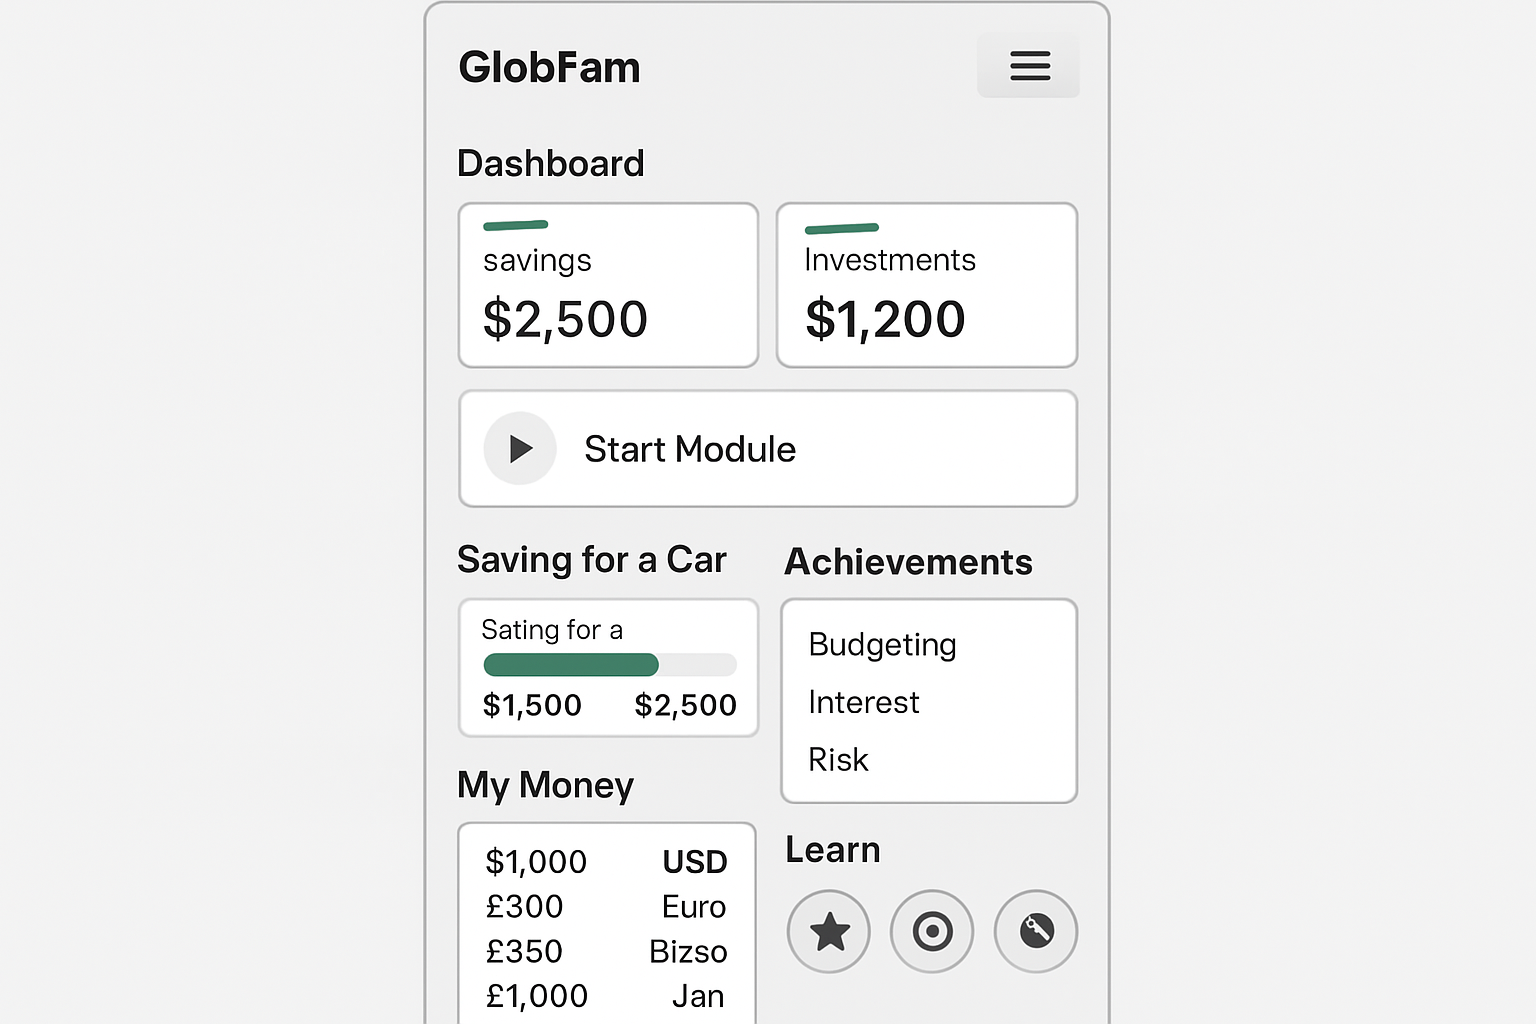 GlobFam
Dashboard
savings
$2,500
Investments
$1,200
Start Module
Saving for a Car
Sating for a
$1,500 $2,500
Achievements
Budgeting
Interest
Risk
My Money
$1,000 USD
£300 Euro
£350 Bizso
£1,000 Jan
Learn